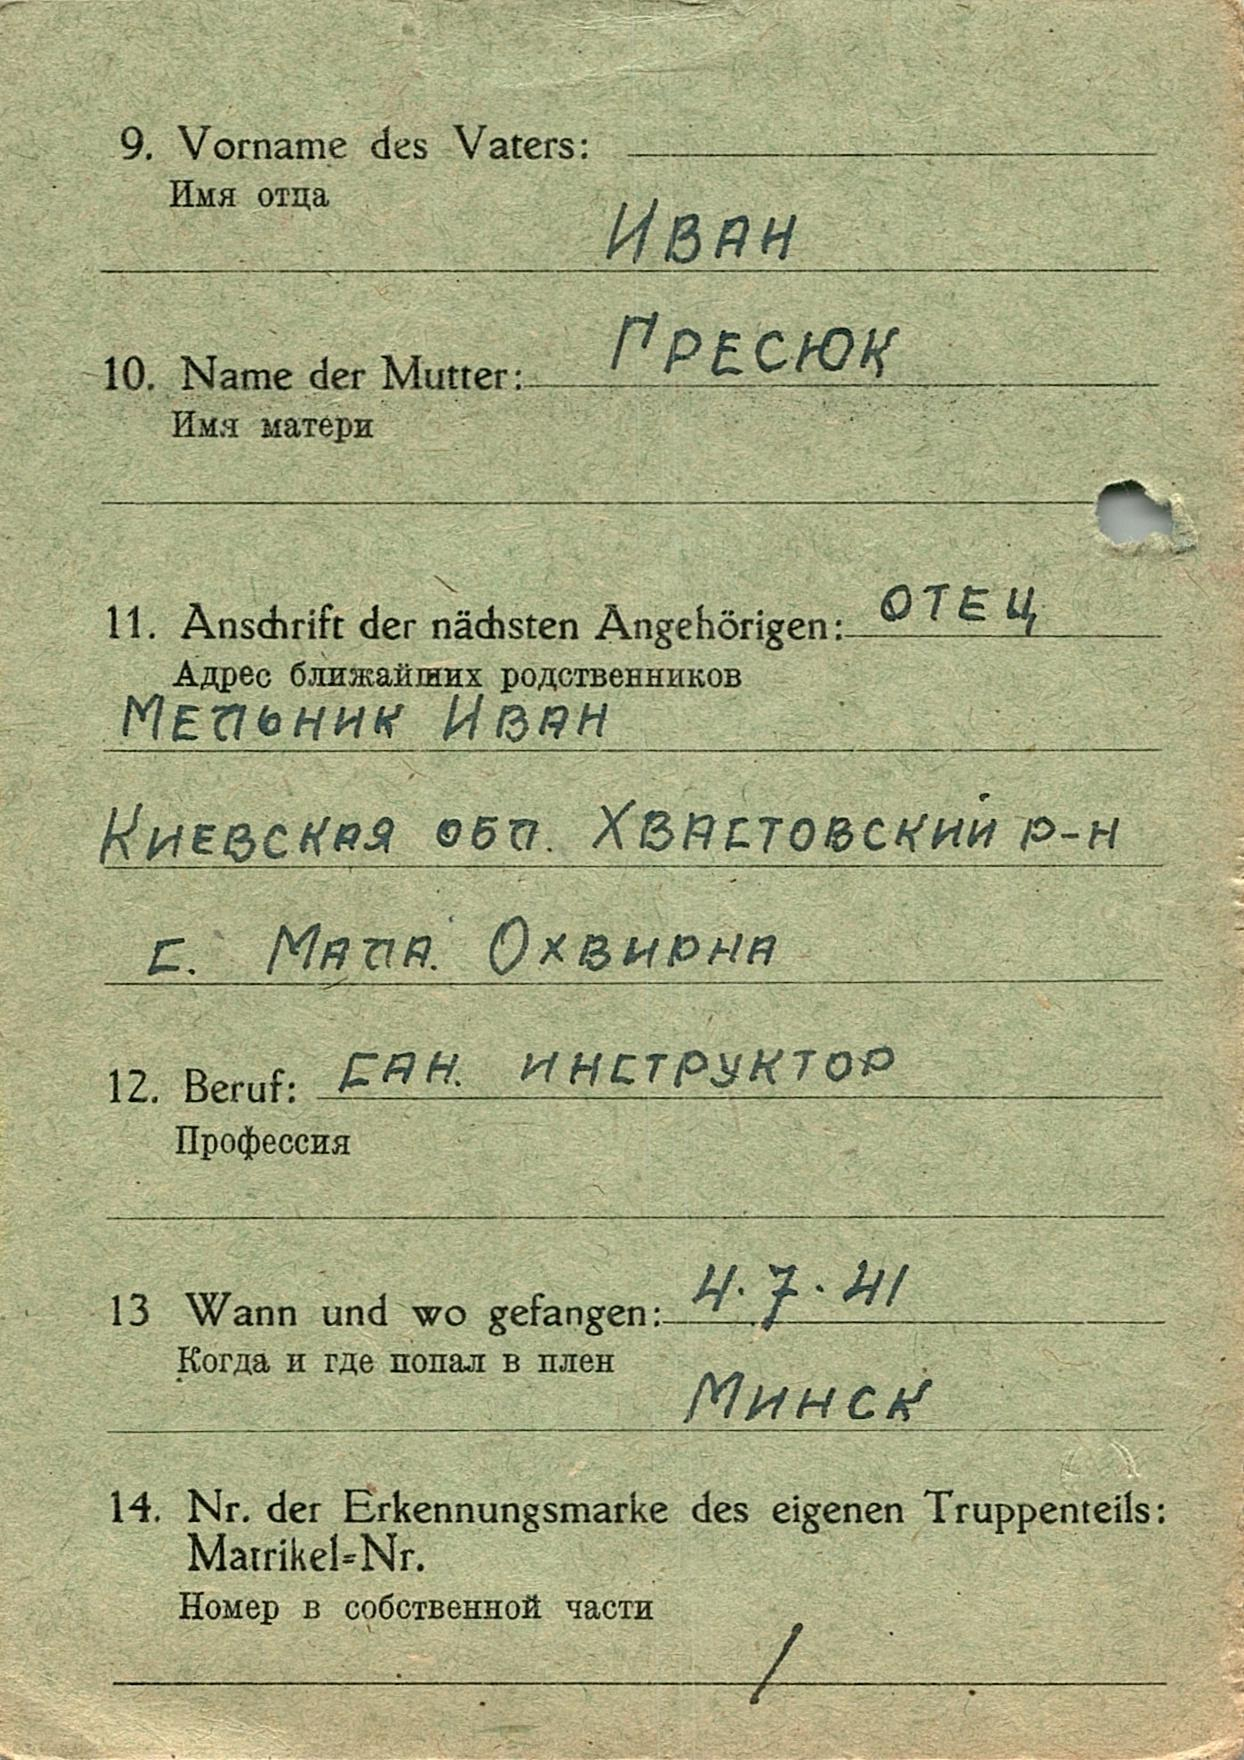 9. Vorname des Vaters:
Имя отца
Иван
Пресюк
10. Name der Mutter:
Имя матери
11. Anschrift der nächsten Angehörigen: отец
Адрес ближайших родственников
Мельник Иван
Киевская обл. Хвастовский р-н
с. Мала. Охвирна
12. Beruf: сан. инструктор
Профессия
13 Wann und wo gefangen: 4.7.41
Когда и где попал в плен
Минск
14. Nr. der Erkennungsmarke des eigenen Truppenteils:
Matrikel=Nr.
Номер в собственной части
/